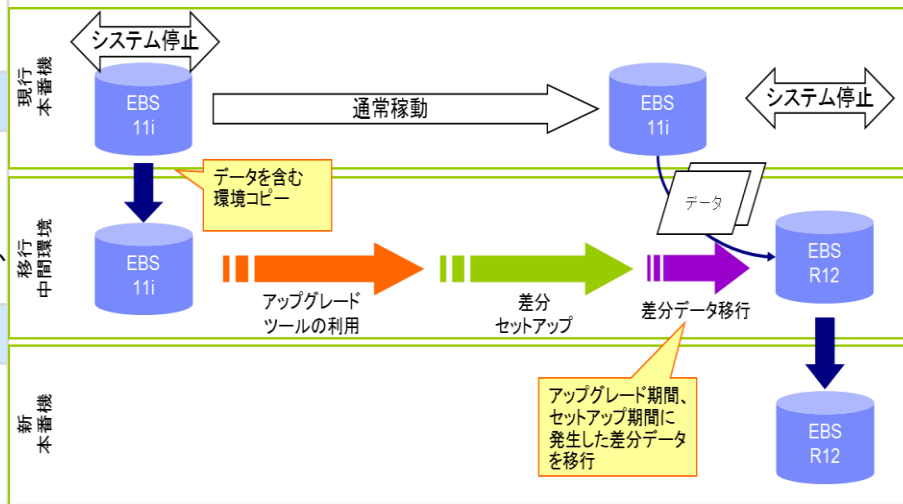 現行
本番機
システム停止
EBS
11i
通常稼動
EBS
11i
システム停止
データを含む
環境コピー
データ
移行
中間環境
EBS
11i
アップグレード
ツールの利用
差分
セットアップ
差分データ移行
EBS
R12
アップグレード期間、
セットアップ期間に
発生した差分データ
を移行
新
本番機
EBS
R12